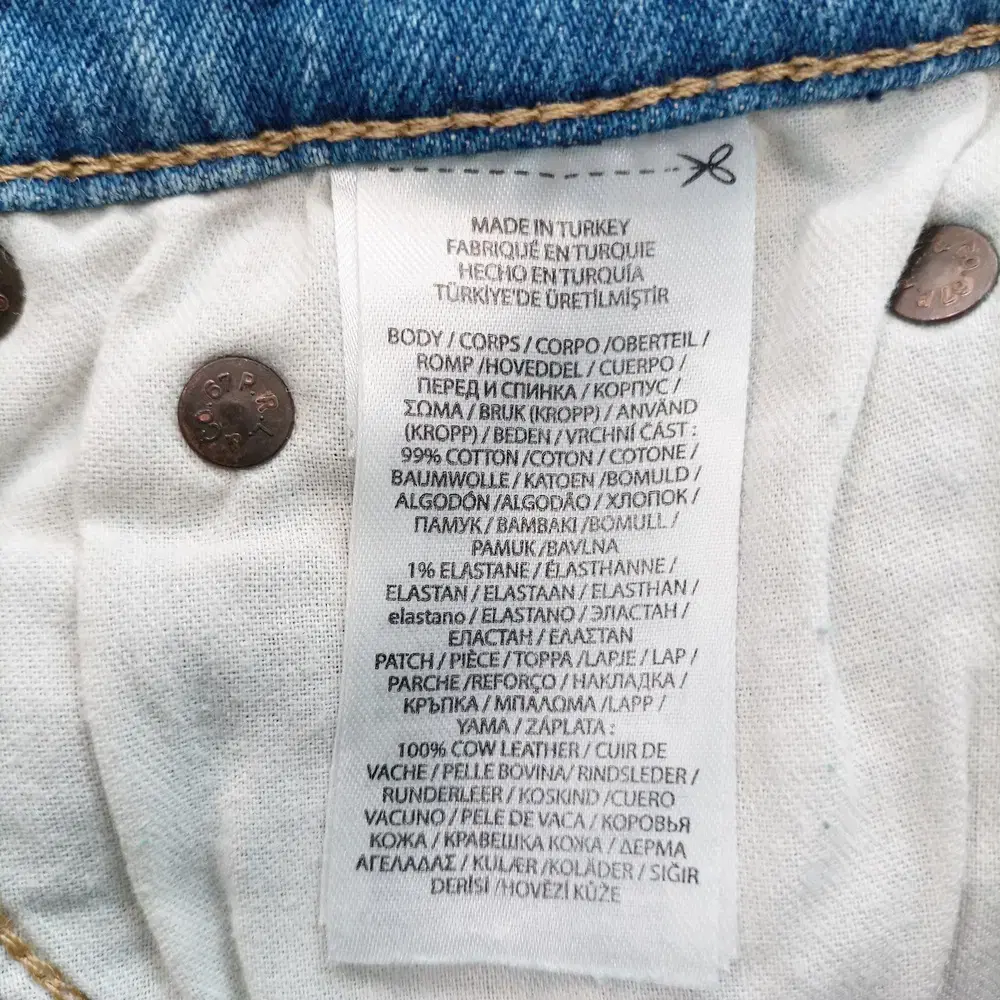 MADE IN TURKEY
FABRIQUÉ EN TURQUIE
HECHO EN TURQUÍA
TÜRKİYE'DE ÜRETİLMİŞTİR
BODY / CORPS / CORPO /OBERTEIL /
ROMP /HOVEDDEL / CUERPO /
ПЕРЕД И СПИНКА / КОРПУС /
ΣΩΜΑ / BRUK (KROPP) / ANVÄND
(KROPP) / BEDEN / VRCHNÍ CÁST :
99% COTTON /COTON / COTONE /
BAUMWOLLE / KATOEN /BOMULD /
ALGODÓN /ALGODÃO / ХЛОПОК /
ПАМУК / BAMBAKI /BOMULL /
PAMUK /BAVLNA
1% ELASTANE / ÉLASTHANNE /
ELASTAN / ELASTAAN / ELASTHAN /
elastano / ELASTANO / ЭЛАСТАН /
ЕЛАСТАН / ΕΛΑΣΤΑΝ
PATCH / PIÈCE / TOPPA /LAPJE / LAP /
PARCHE /REFORÇO / НАКЛАДКА /
КРЪПКА / ΜΠΑΛΩΜΑ /LAPP /
YAMA / ZÁPLATA :
100% COW LEATHER / CUIR DE
VACHE / PELLE BOVINA/ RINDSLEDER /
RUNDERLEER / KOSKIND /CUERO
VACUNO / PELE DE VACA / КОРОВЬЯ
КОЖА / КРАВЕШКА КОЖА / ΔΕΡΜΑ
ΑΓΕΛΑΔΑΣ / KULÆR /KOLÄDER / SIĞIR
DERİSİ /HOVĚZÍ KŮŽE
CO. 67 P. R. L.